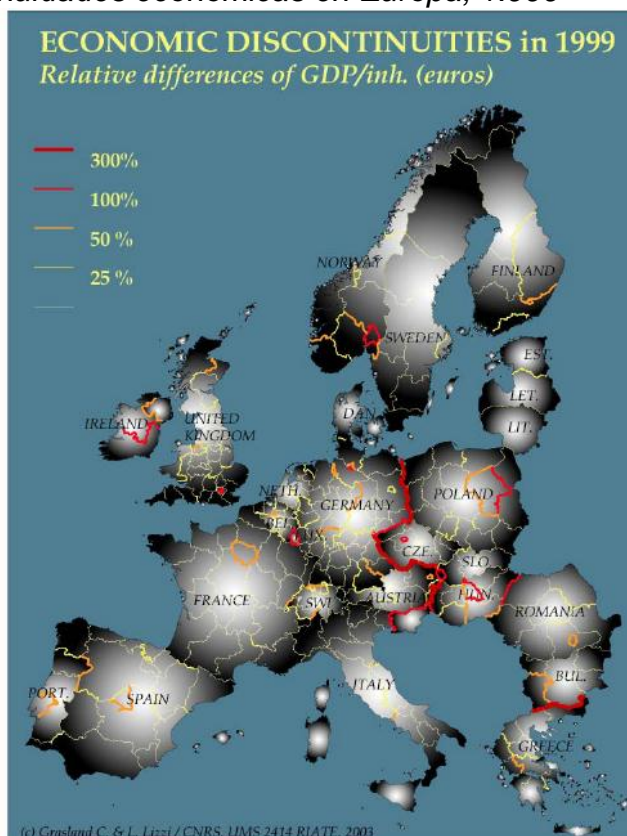 ECONOMIC DISCONTINUITIES in 1999
Relative differences of GDP/inh. (euros)
300%
100%
50 %
25 %
NORWAY
FINLAND
SWEDEN
EST.
LET.
LIT.
DAN.
IRELAND
UNITED
KINGDOM
NETH.
BEL.
LUX.
GERMANY
POLAND
CZE.
SLO.
FRANCE
SWI.
AUSTRIA
HUN.
ROMANIA
ITALY
BUL.
PORT.
SPAIN
GREECE
(c) Grasland C. & L. Lizzi / CNRS, UMS 2414 RIATE, 2003